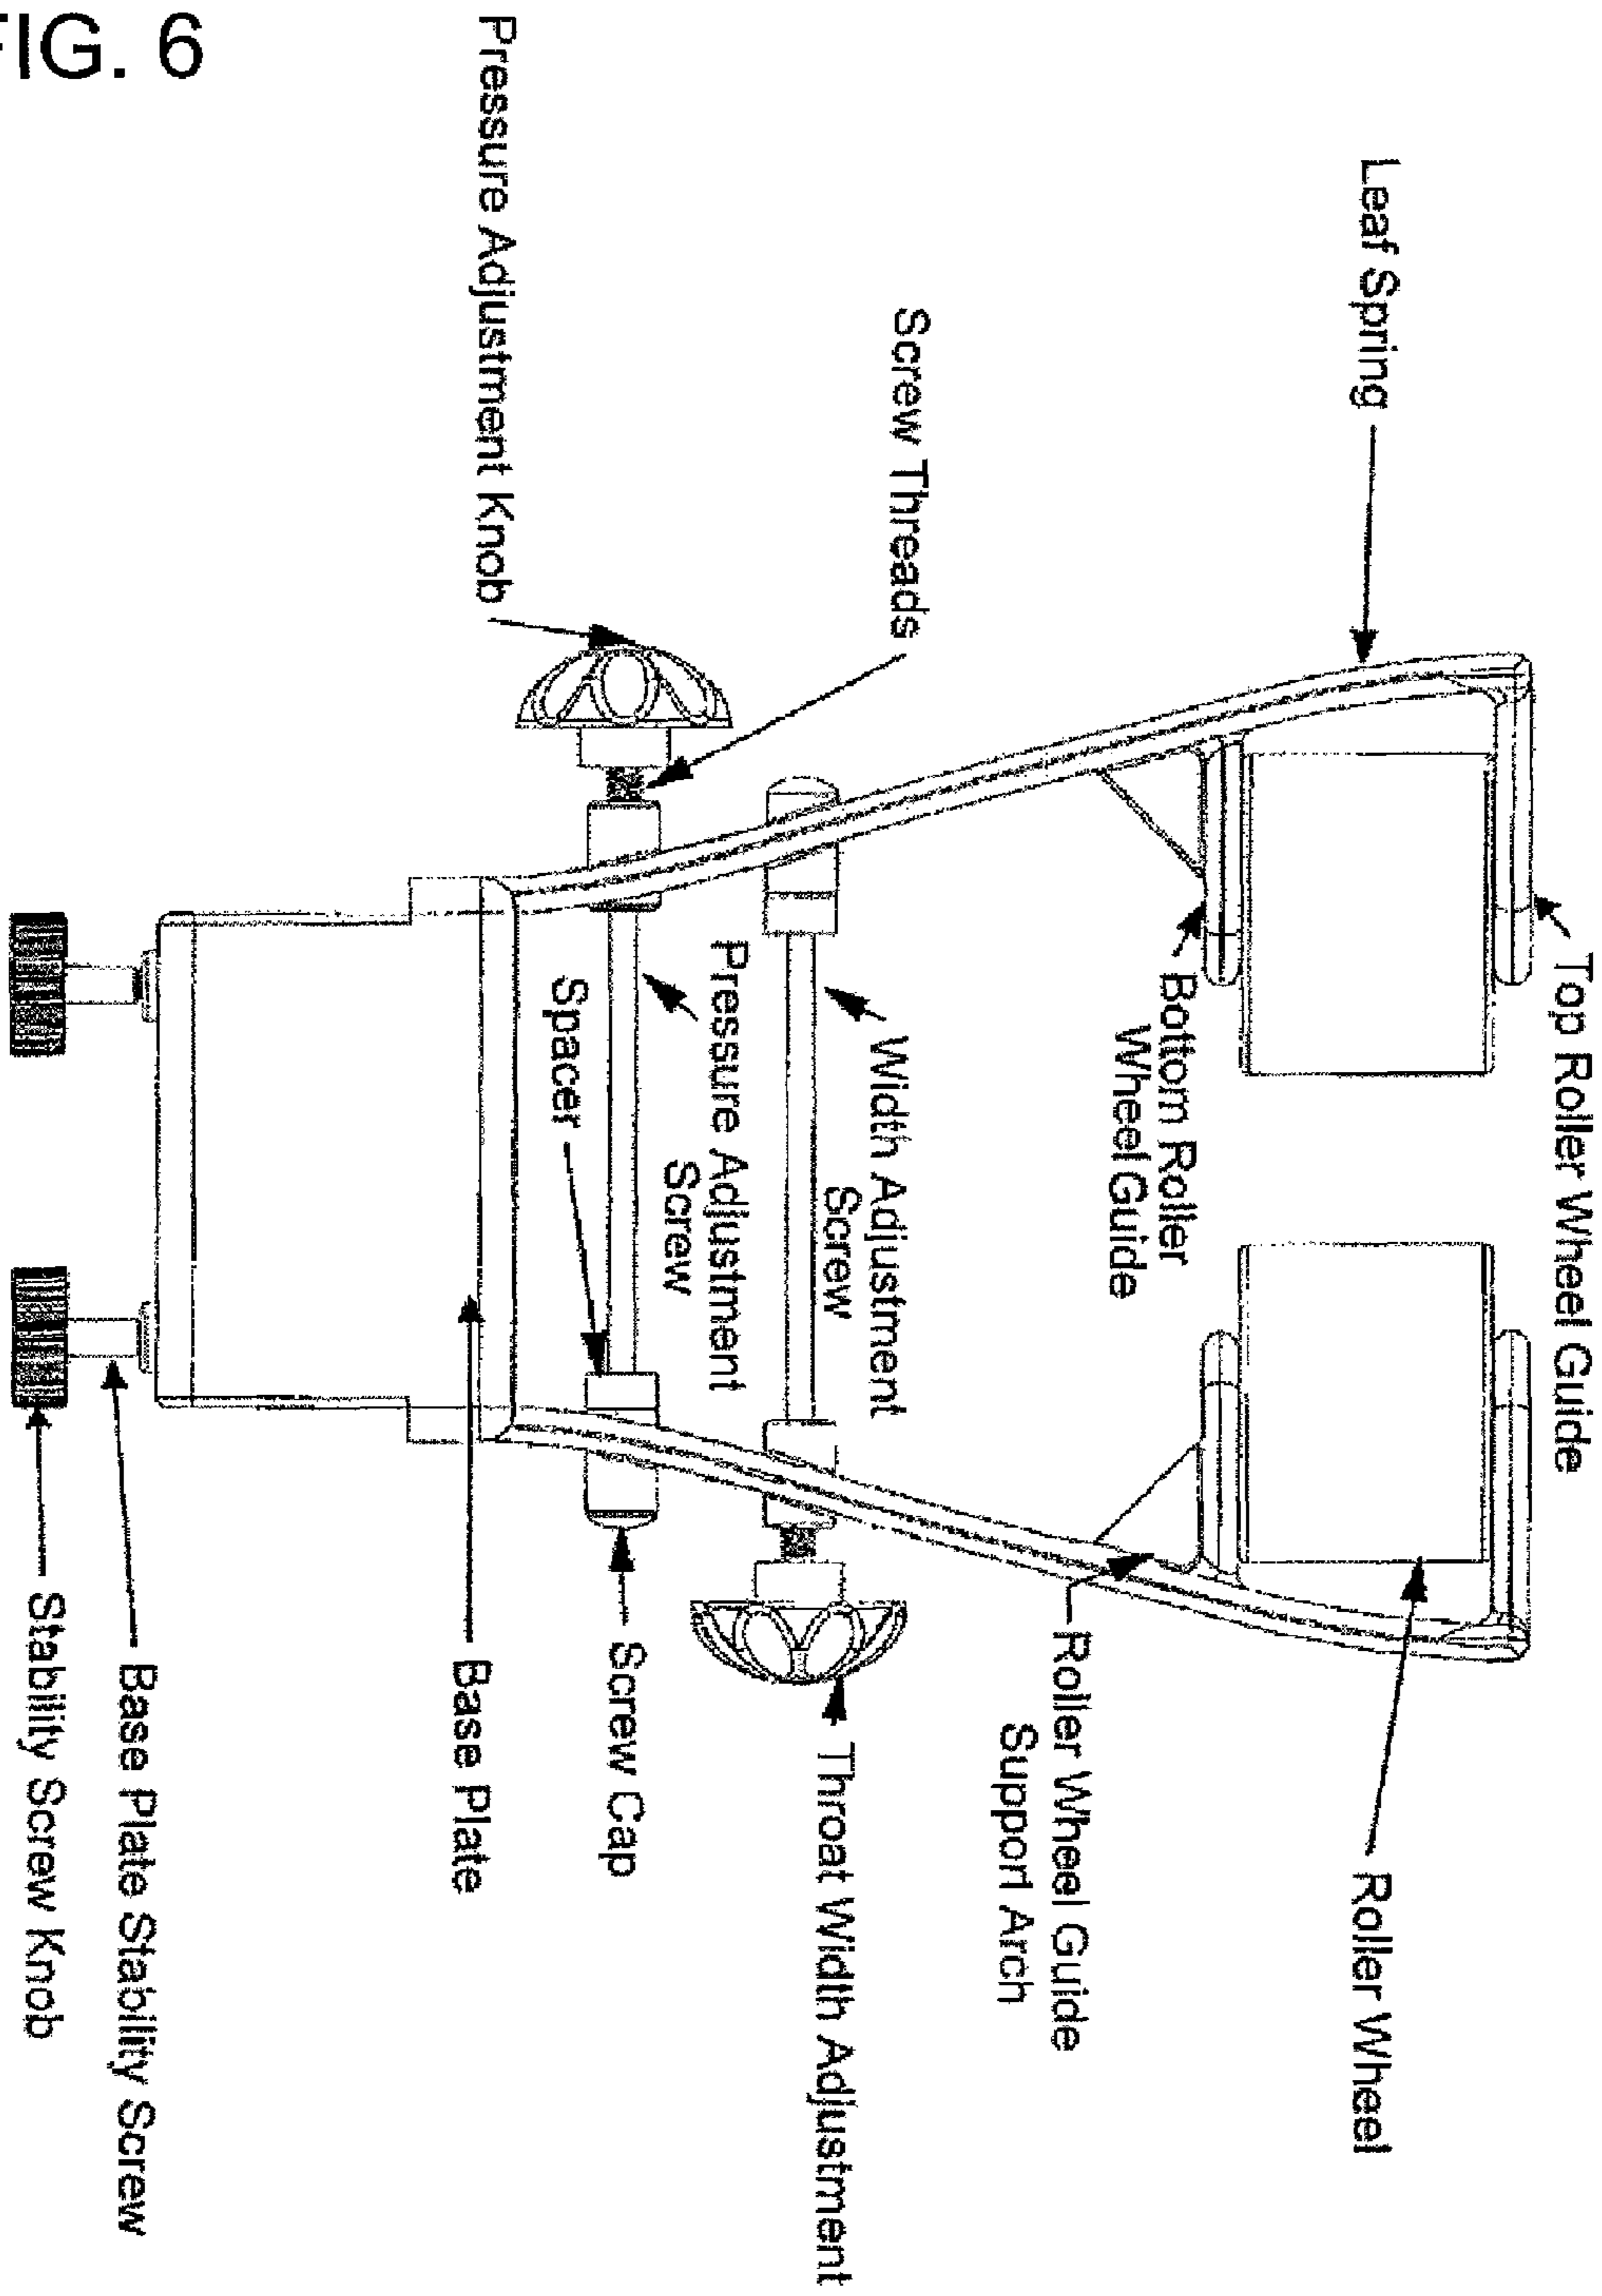 FIG. 6
Top Roller Wheel Guide
Leaf Spring
Roller Wheel
Bottom Roller
Wheel Guide
Roller Wheel Guide
Support Arch
Screw Threads
Width Adjustment
Screw
Throat Width Adjustment
Pressure Adjustment
Screw
Spacer
Screw Cap
Pressure Adjustment Knob
Base Plate
Base Plate Stability Screw
Stability Screw Knob